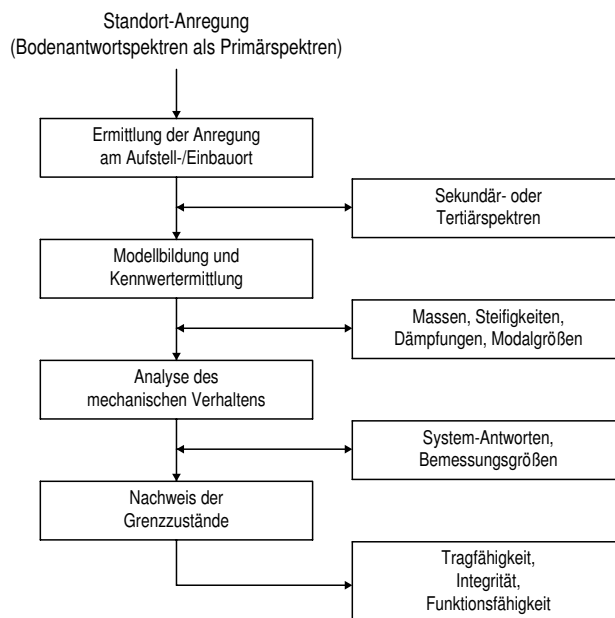 Standort-Anregung
(Bodenantwortspektren als Primärspektren)
Ermittlung der Anregung
am Aufstell-/Einbauort
Sekundär- oder
Tertiärspektren
Modellbildung und
Kennwertermittlung
Massen, Steifigkeiten,
Dämpfungen, Modalgrößen
Analyse des
mechanischen Verhaltens
System-Antworten,
Bemessungsgrößen
Nachweis der
Grenzzustände
Tragfähigkeit,
Integrität,
Funktionsfähigkeit